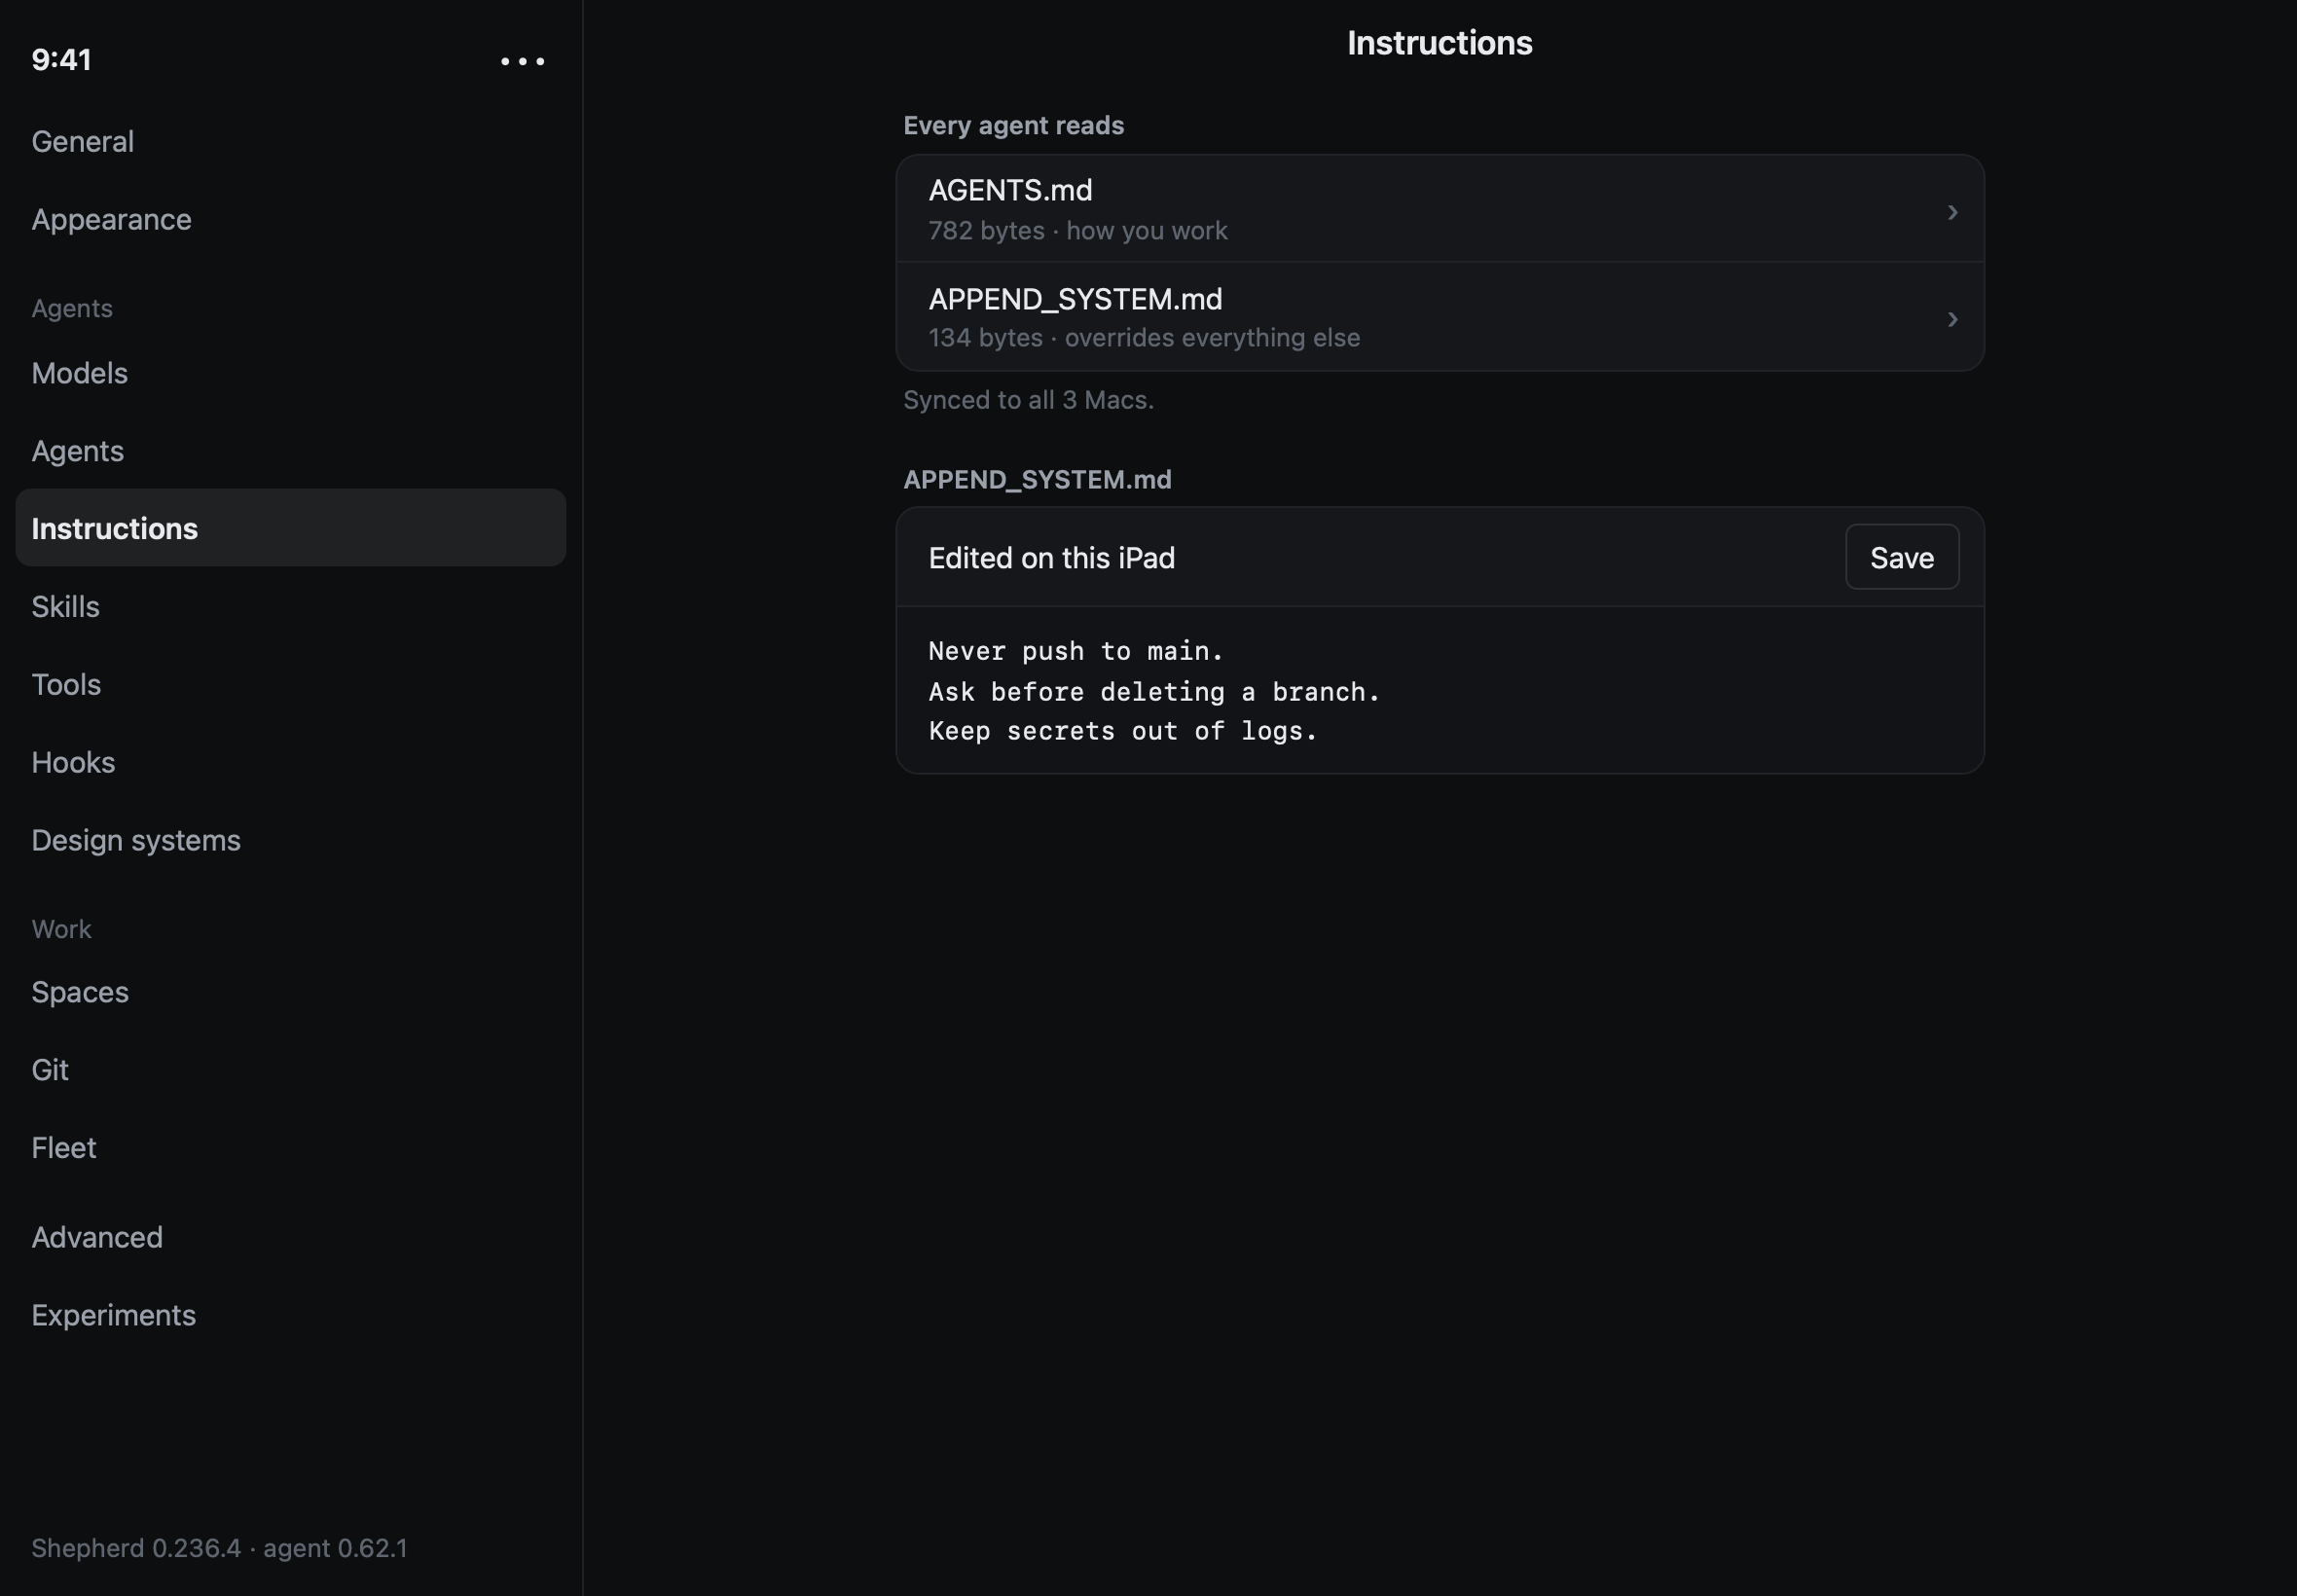 9:41
General
Appearance
Agents
Models
Agents
Instructions
Skills
Tools
Hooks
Design systems
Work
Spaces
Git
Fleet
Advanced
Experiments
Shepherd 0.236.4 · agent 0.62.1
Instructions
Every agent reads
AGENTS.md
782 bytes · how you work
APPEND_SYSTEM.md
134 bytes · overrides everything else
Synced to all 3 Macs.
APPEND_SYSTEM.md
Edited on this iPad
Save
Never push to main.
Ask before deleting a branch.
Keep secrets out of logs.